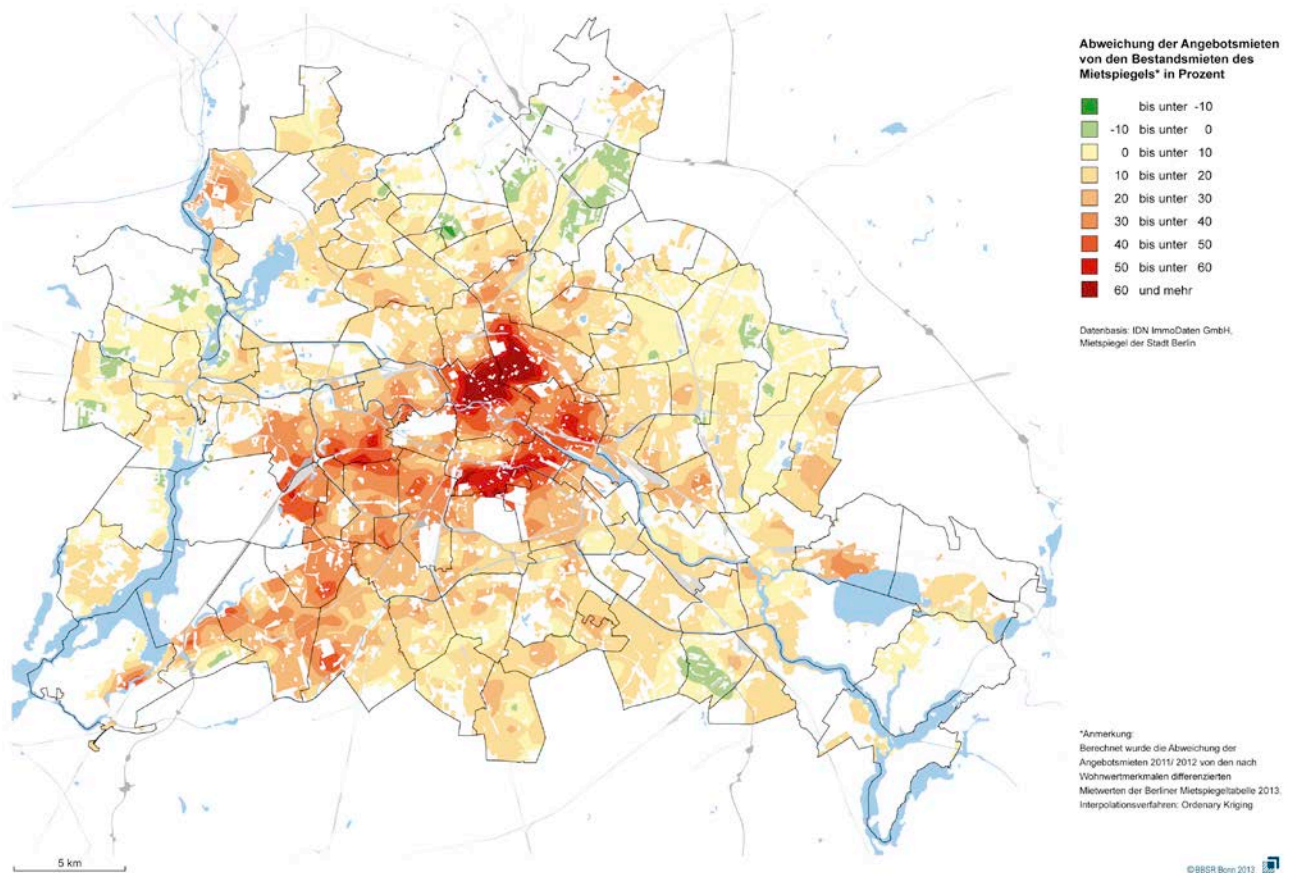 Abweichung der Angebotsmieten
von den Bestandsmieten des
Mietspiegels* in Prozent
bis unter -10
-10 bis unter 0
0 bis unter 10
10 bis unter 20
20 bis unter 30
30 bis unter 40
40 bis unter 50
50 bis unter 60
60 und mehr
Datenbasis: IDN ImmoDaten GmbH,
Mietspiegel der Stadt Berlin
*Anmerkung:
Berechnet wurde die Abweichung der
Angebotsmieten 2011/ 2012 von den nach
Wohnwertmerkmalen differenzierten
Mietwerten der Berliner Mietspiegeltabelle 2013.
Interpolationsverfahren: Ordenary Kriging
5 km
©BBSR Bonn 2013